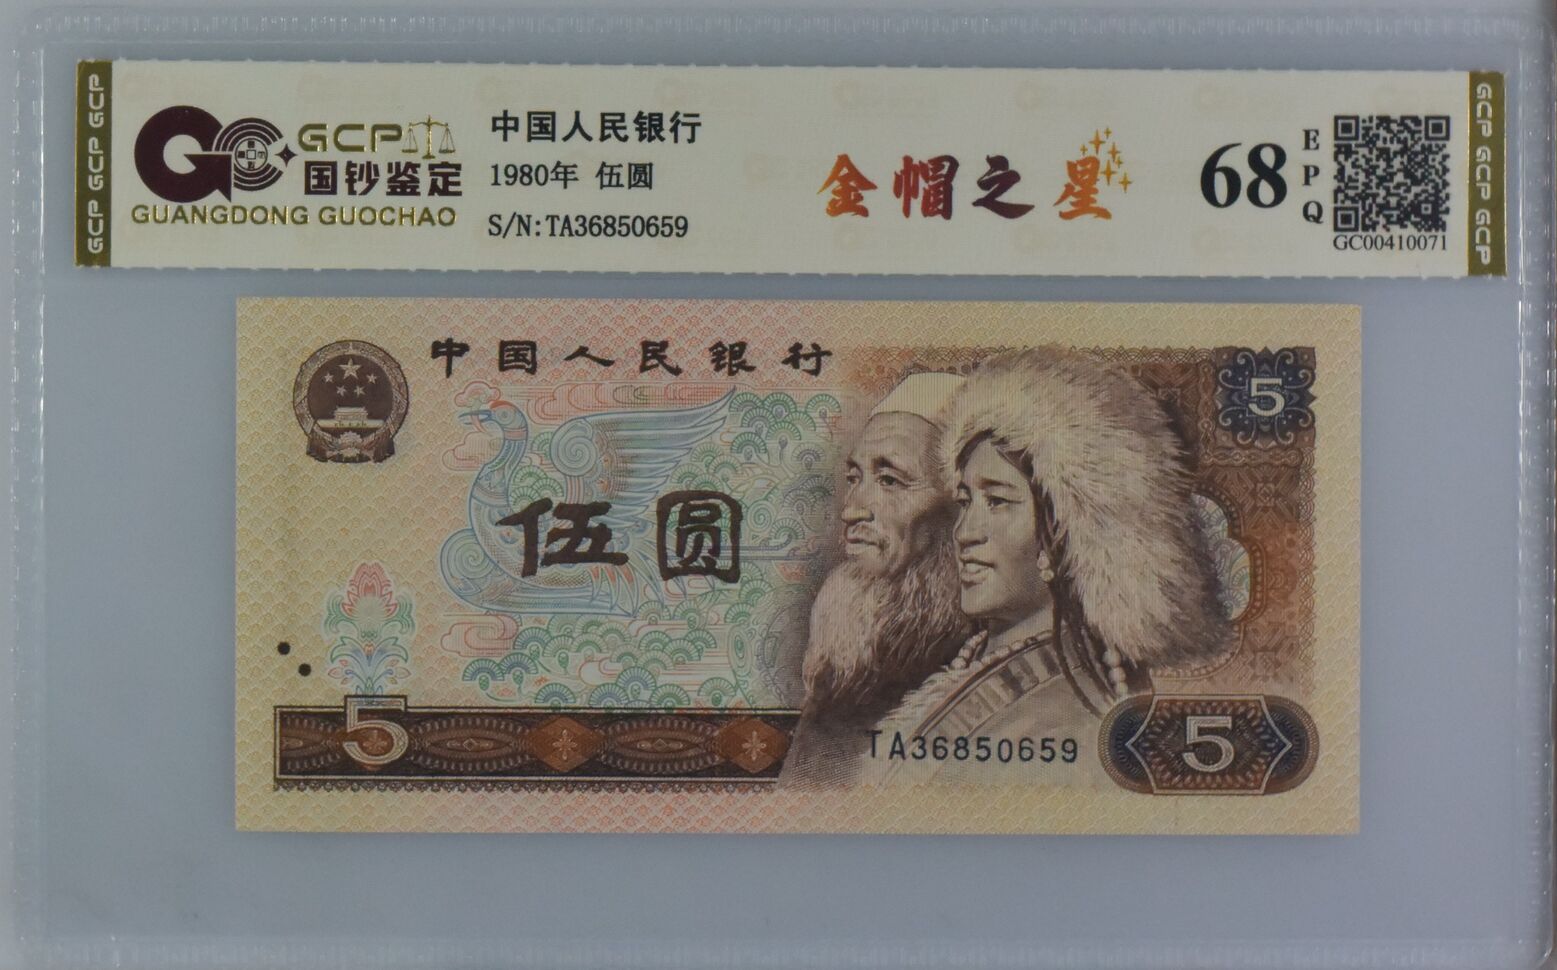 GCP GCP GCP
GCP
国钞鉴定
GUANGDONG GUOCHAO
中国人民银行
1980年 伍圆
S/N:TA36850659
金帽之星
68
EPQ
GC00410071
GCP GCP GCP
中国人民银行
5
伍圆
5
TA36850659
5